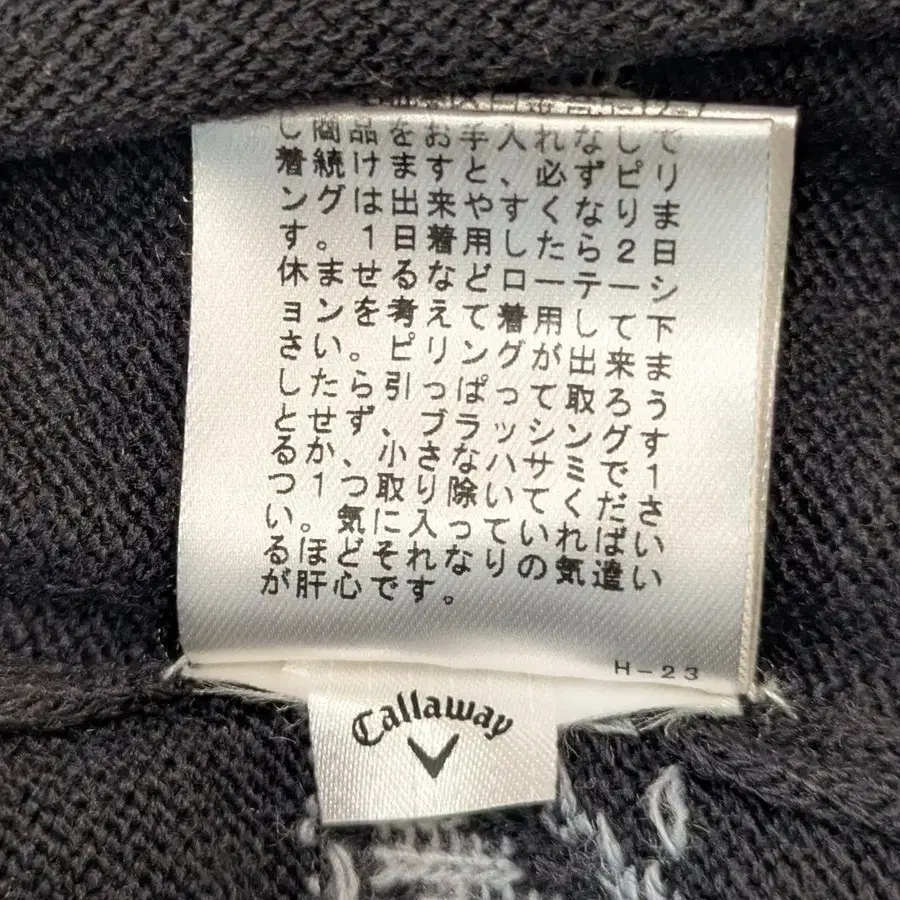 し商品をお手入れなしで
着続けますと、必ずピリ
ングは出来やすくなりま
す。1日着用したら2日
休ませるなどローテーシ
ョンを考えて着用して下
さい。ピリングが出来ま
したら引っぱってとろう
とせず、ブラッシングす
るか、小さなハサミで1
つ1つ取り除いてくださ
い。気に入っていればい
るほどそれなりの気遣い
が肝心です。
H-23
Callaway